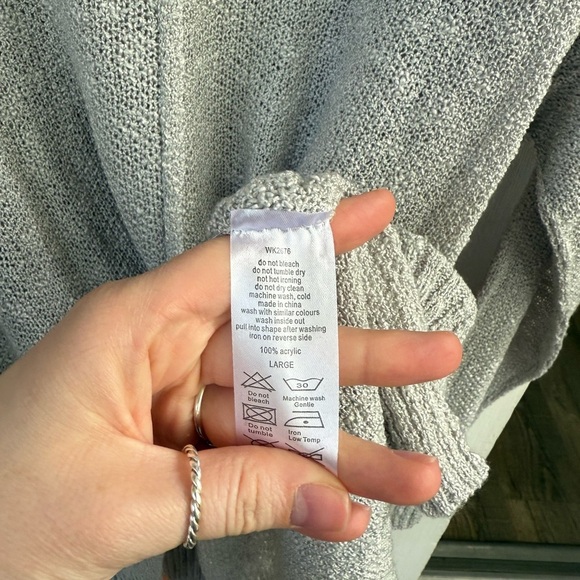 do not bleach
do not tumble dry
not hot ironing
do not dry clean
machine wash, cold
made in china
wash with similar colours
wash inside out
pull into shape after washing
iron on reverse side
100% acrylic
LARGE
30
Do not
bleach
Machine wash
Gentle
Do not
tumble
Iron
Low Temp